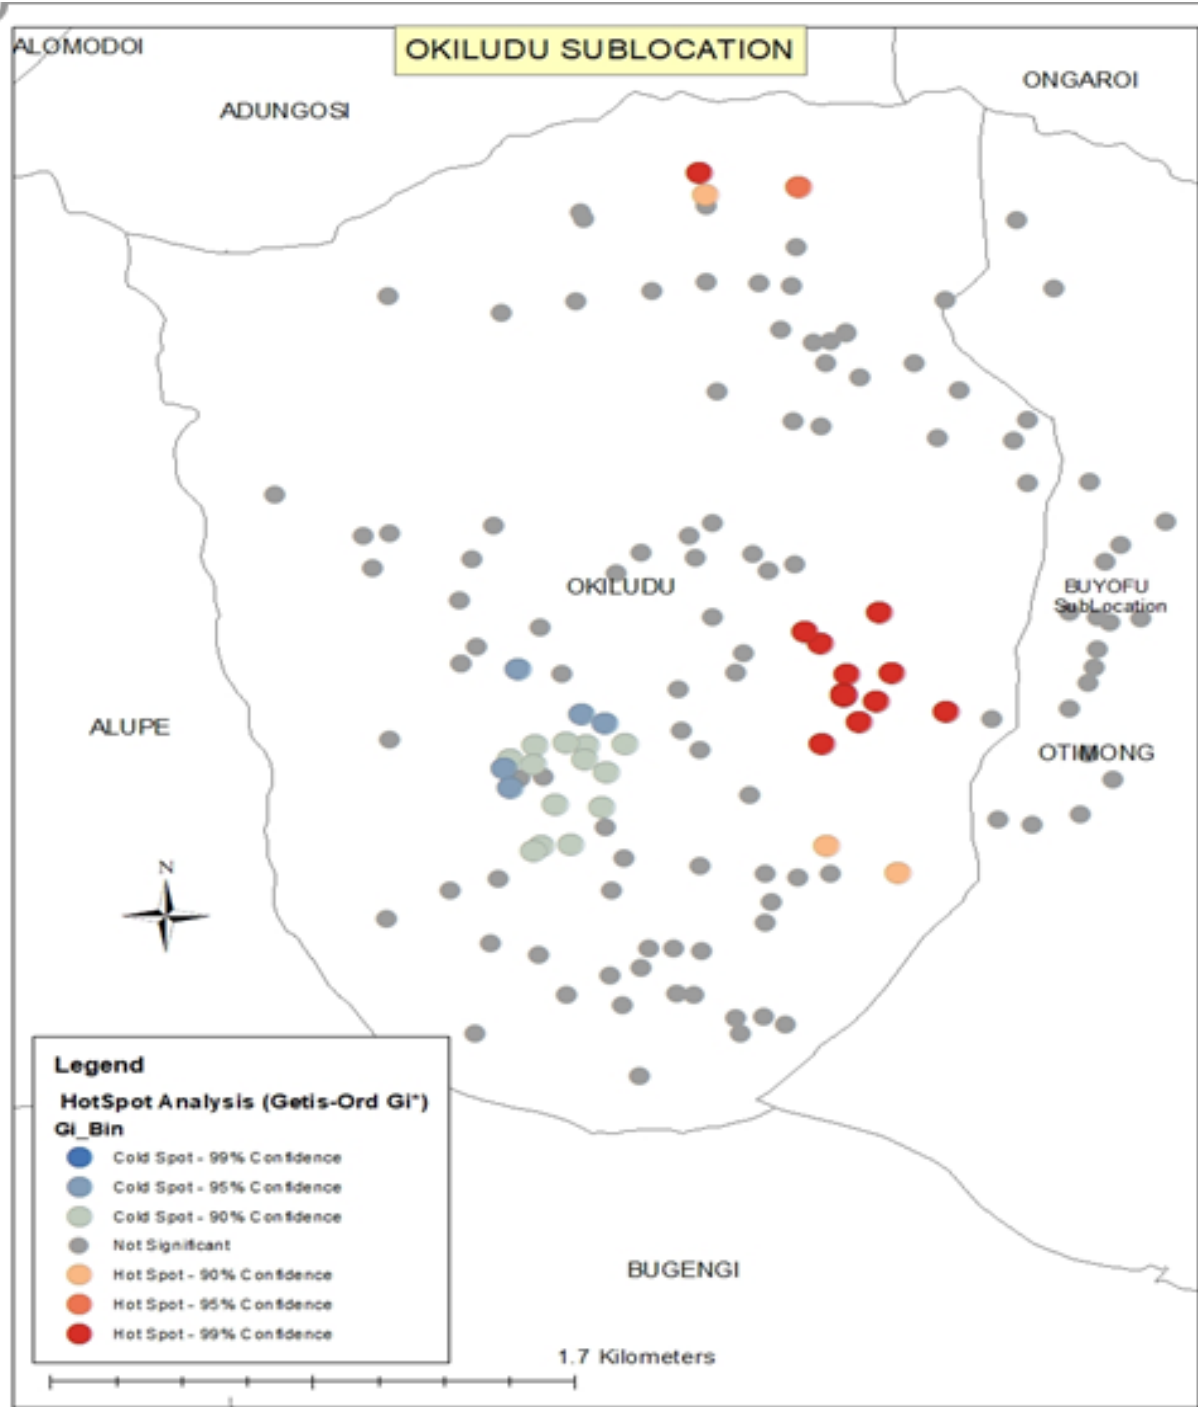 ALOMODOI
OKILUDU SUBLOCATION
ONGAROI
ADUNGOSI
OKILUDU
BUYOFU
SubLocation
ALUPE
OTIMONG
N
Legend
HotSpot Analysis (Getis-Ord Gi*)
Gi_Bin
Cold Spot - 99% Confidence
Cold Spot - 95% Confidence
Cold Spot - 90% Confidence
Not Significant
Hot Spot - 90% Confidence
Hot Spot - 95% Confidence
Hot Spot - 99% Confidence
BUGENGI
1.7 Kilometers